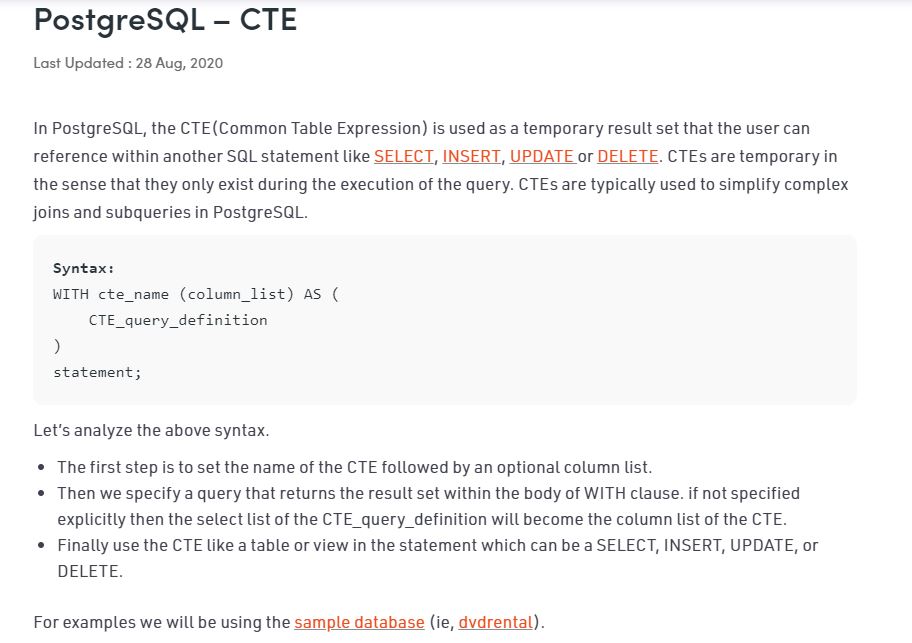 PostgreSQL – CTE
Last Updated : 28 Aug, 2020
In PostgreSQL, the CTE(Common Table Expression) is used as a temporary result set that the user can
reference within another SQL statement like SELECT, INSERT, UPDATE or DELETE. CTEs are temporary in
the sense that they only exist during the execution of the query. CTEs are typically used to simplify complex
joins and subqueries in PostgreSQL.
Syntax:
WITH cte_name (column_list) AS (
    CTE_query_definition
)
statement;
Let's analyze the above syntax.
• The first step is to set the name of the CTE followed by an optional column list.
• Then we specify a query that returns the result set within the body of WITH clause. if not specified
explicitly then the select list of the CTE_query_definition will become the column list of the CTE.
• Finally use the CTE like a table or view in the statement which can be a SELECT, INSERT, UPDATE, or
DELETE.
For examples we will be using the sample database (ie, dvdrental).